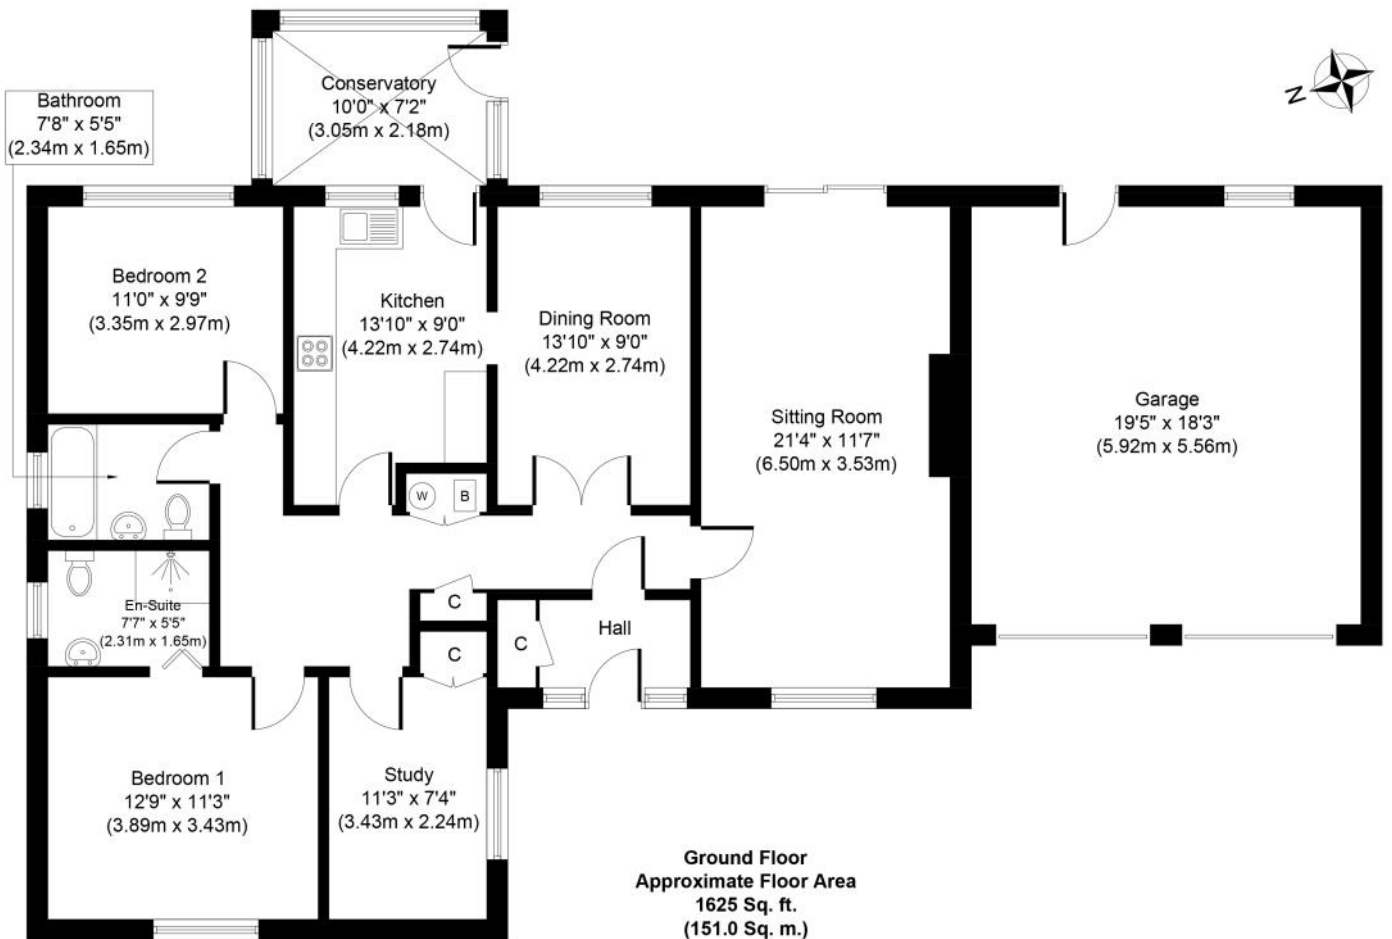 Conservatory
10'0" x 7'2"
(3.05m x 2.18m)
N
Bathroom
7'8" x 5'5"
(2.34m x 1.65m)
Bedroom 2
11'0" x 9'9"
(3.35m x 2.97m)
Kitchen
13'10" x 9'0"
(4.22m x 2.74m)
Dining Room
13'10" x 9'0"
(4.22m x 2.74m)
Sitting Room
21'4" x 11'7"
(6.50m x 3.53m)
Garage
19'5" x 18'3"
(5.92m x 5.56m)
W
B
En-Suite
7'7" x 5'5"
(2.31m x 1.65m)
C
C
C
Hall
Bedroom 1
12'9" x 11'3"
(3.89m x 3.43m)
Study
11'3" x 7'4"
(3.43m x 2.24m)
Ground Floor
Approximate Floor Area
1625 Sq. ft.
(151.0 Sq. m.)